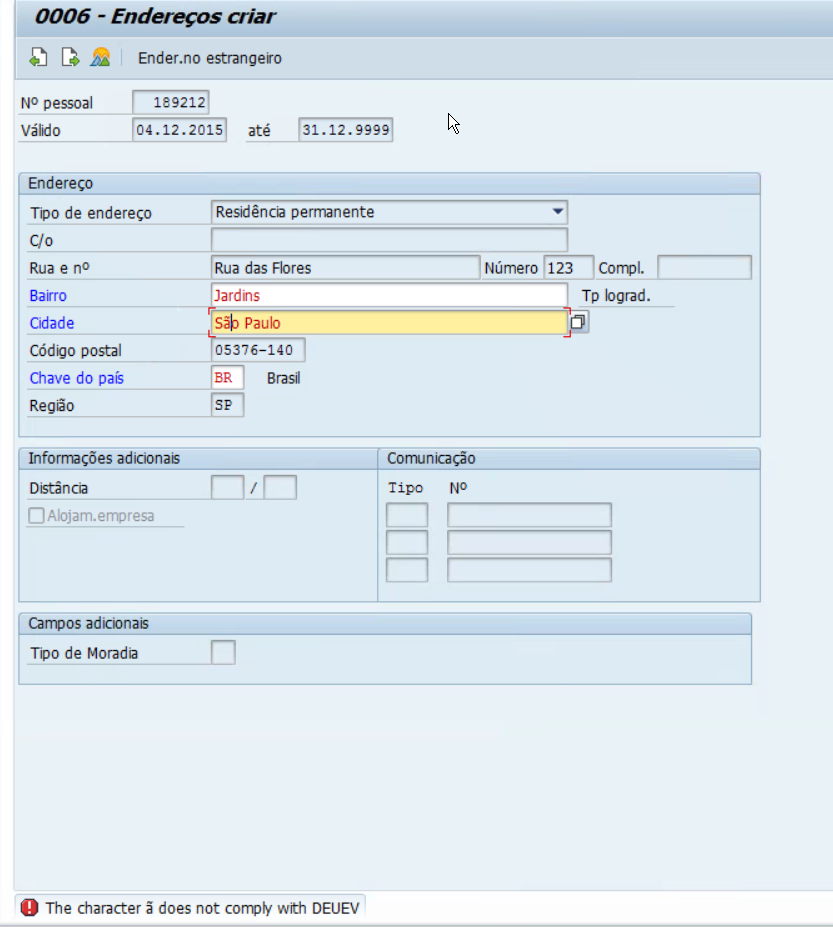 0006 - Endereços criar
Ender.no estrangeiro
Nº pessoal 189212
Válido 04.12.2015 até 31.12.9999
Endereço
Tipo de endereço Residência permanente
C/o
Rua e nº Rua das Flores Número 123 Compl.
Bairro Jardins Tp lograd.
Cidade São Paulo
Código postal 05376-140
Chave do país BR Brasil
Região SP
Informações adicionais Comunicação
Distância / Tipo Nº
Alojam.empresa
Campos adicionais
Tipo de Moradia
The character ã does not comply with DEUEV